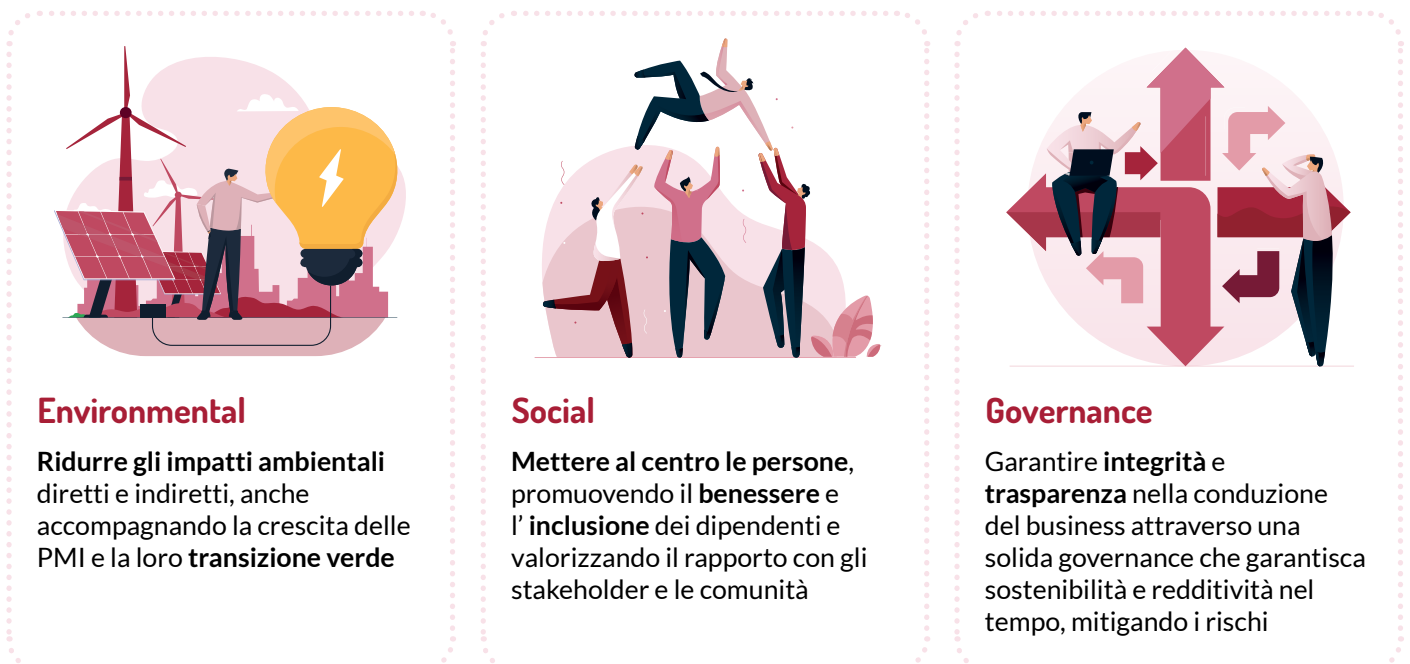 Environmental
Ridurre gli impatti ambientali
diretti e indiretti, anche
accompagnando la crescita delle
PMI e la loro transizione verde
Social
Mettere al centro le persone,
promuovendo il benessere e
l’ inclusione dei dipendenti e
valorizzando il rapporto con gli
stakeholder e le comunità
Governance
Garantire integrità e
trasparenza nella conduzione
del business attraverso una
solida governance che garantisca
sostenibilità e redditività nel
tempo, mitigando i rischi